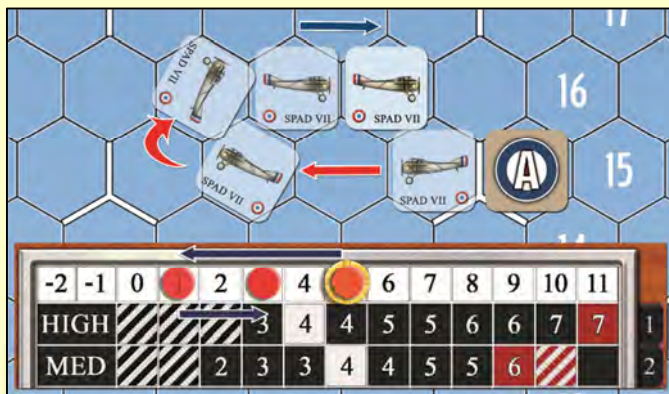 17
SPAD VII
16
SPAD VII SPAD VII
A
15
SPAD VII
SPAD VII
-2 -1 0 2 4 6 7 8 9 10 11
HIGH 3 4 4 5 5 6 6 7 7 1
MED 2 3 3 4 4 5 5 6 2